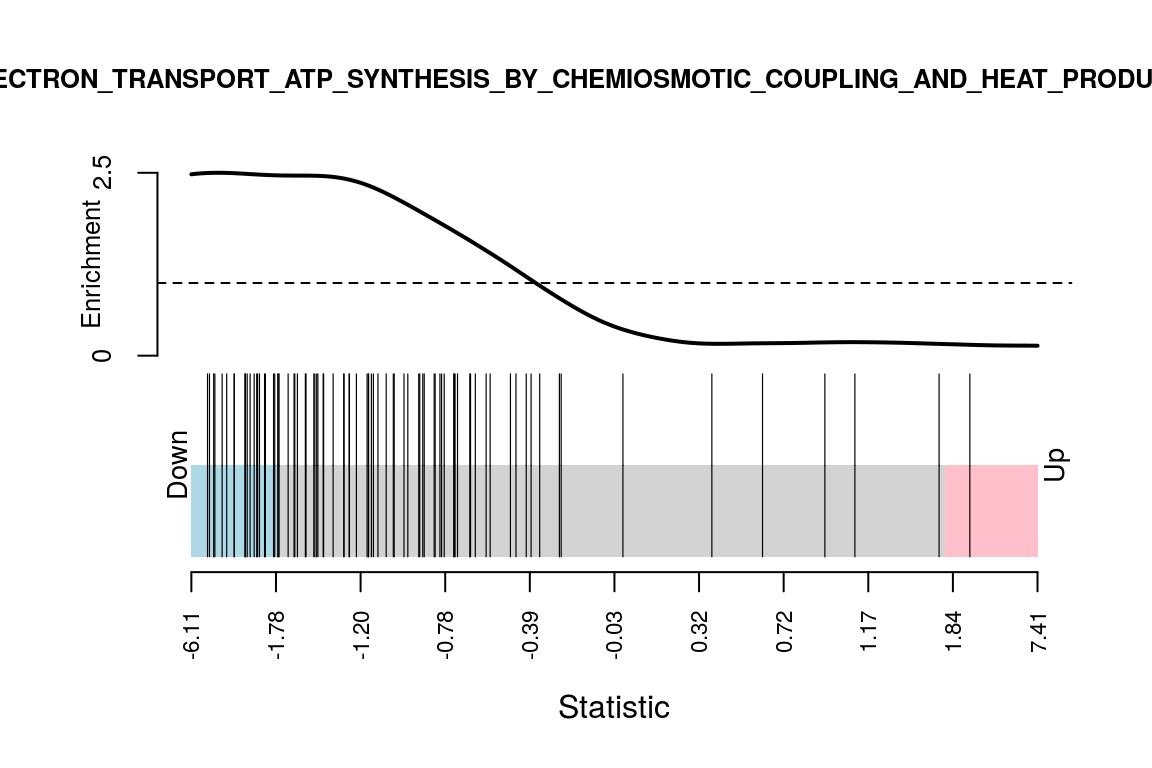 ECTRON_TRANSPORT_ATP_SYNTHESIS_BY_CHEMIOSMOTIC_COUPLING_AND_HEAT_PRODU
2.5
Enrichment
0
Down
Up
-6.11 -1.78 -1.20 -0.78 -0.39 -0.03 0.32 0.72 1.17 1.84 7.41
Statistic